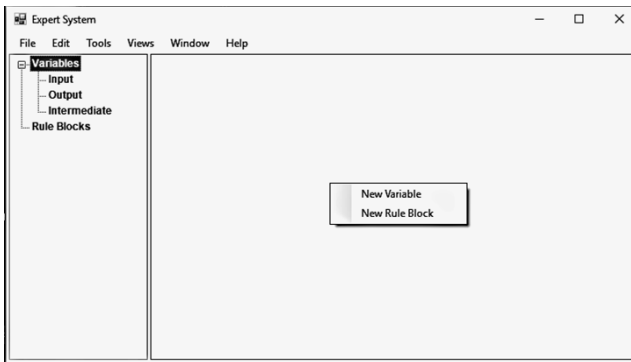 Expert System
File Edit Tools Views Window Help
Variables
Input
Output
Intermediate
Rule Blocks
New Variable
New Rule Block